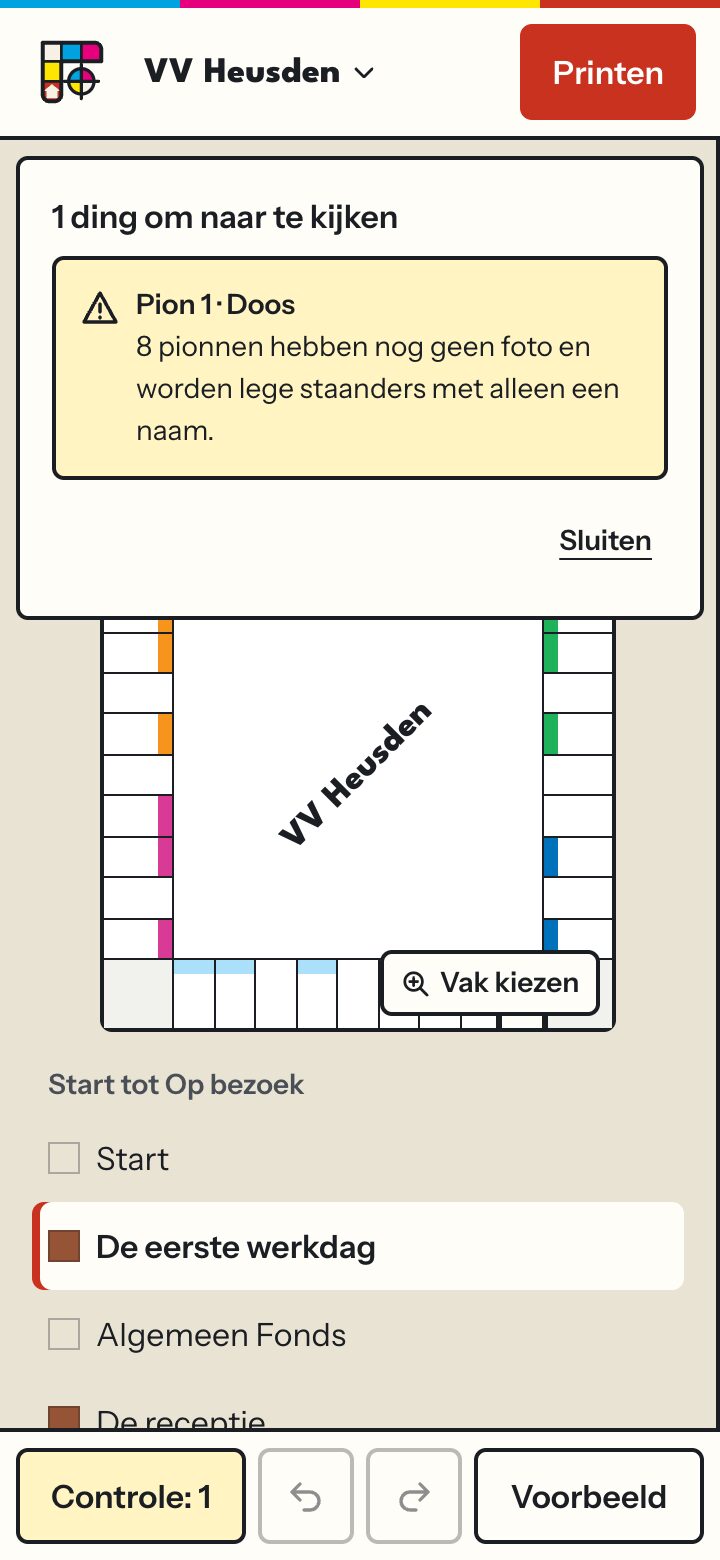 VV Heusden
Printen
1 ding om naar te kijken
Pion 1 · Doos
8 pionnen hebben nog geen foto en
worden lege staanders met alleen een
naam.
Sluiten
VV Heusden
Vak kiezen
Start tot Op bezoek
Start
De eerste werkdag
Algemeen Fonds
De receptie
Controle: 1
Voorbeeld